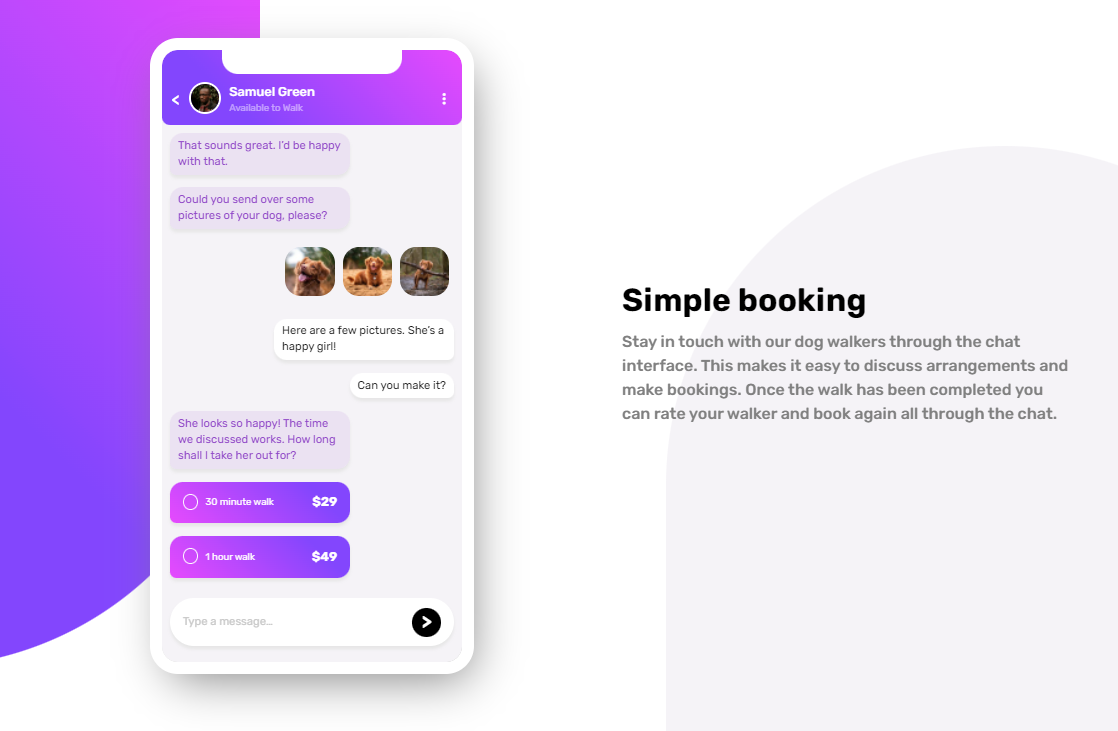 Samuel Green
Available to Walk
That sounds great. I'd be happy
with that.
Could you send over some
pictures of your dog, please?
Here are a few pictures. She's a
happy girl!
Can you make it?
She looks so happy! The time
we discussed works. How long
shall I take her out for?
30 minute walk $29
1 hour walk $49
Type a message...
Simple booking
Stay in touch with our dog walkers through the chat
interface. This makes it easy to discuss arrangements and
make bookings. Once the walk has been completed you
can rate your walker and book again all through the chat.